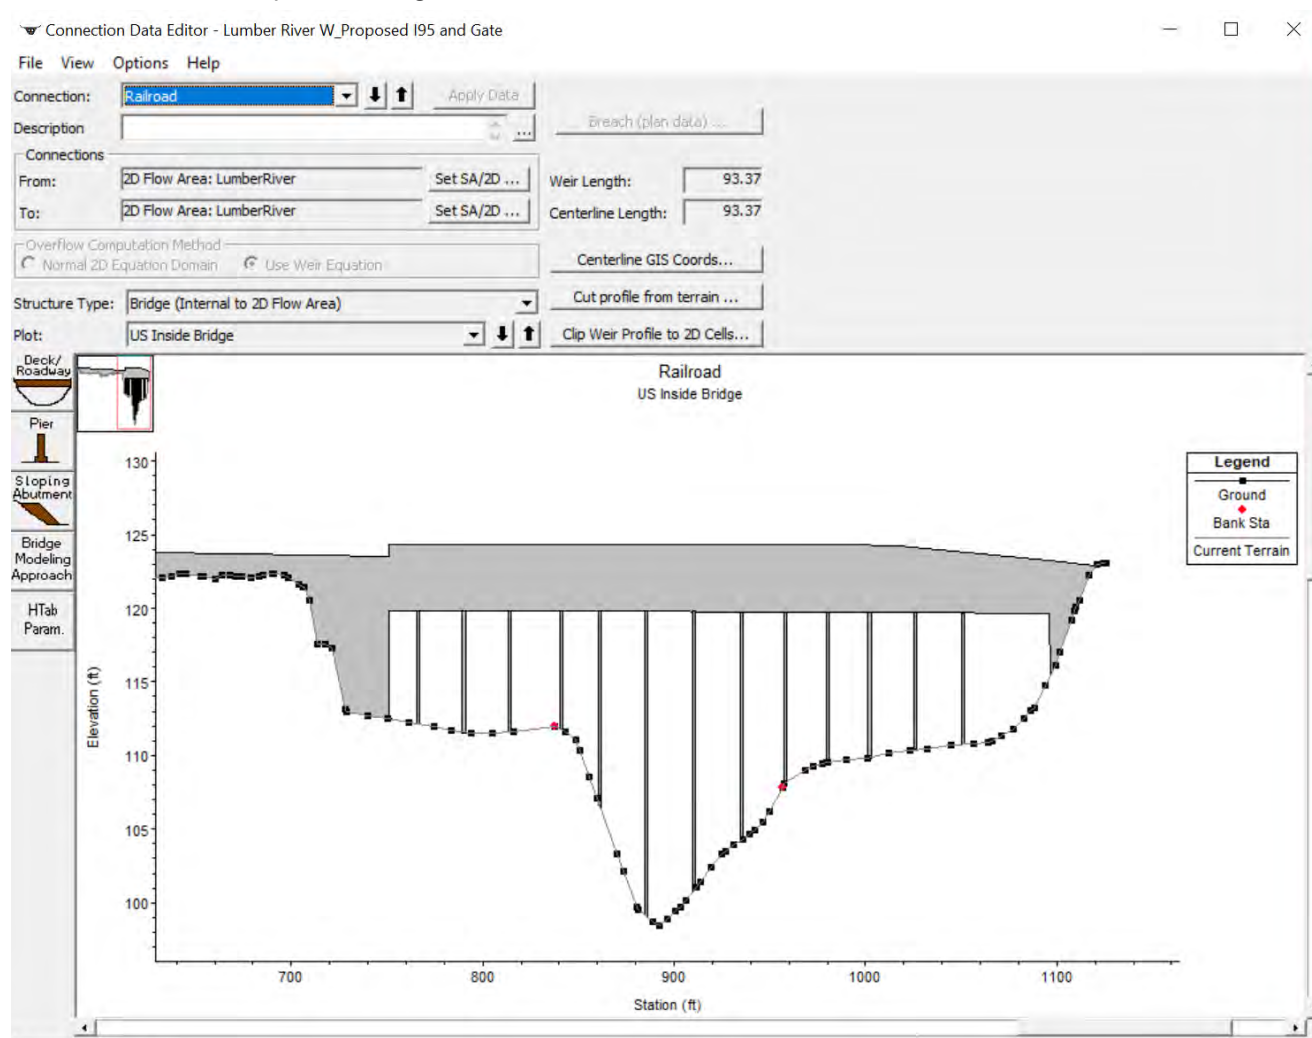 Connection Data Editor - Lumber River W_Proposed I95 and Gate
File View Options Help
Connection: Railroad Apply Data
Description ... Breach (plan data) ...
Connections
From: 2D Flow Area: LumberRiver Set SA/2D ... Weir Length: 93.37
To: 2D Flow Area: LumberRiver Set SA/2D ... Centerline Length: 93.37
Overflow Computation Method
Normal 2D Equation Domain Use Weir Equation Centerline GIS Coords...
Structure Type: Bridge (Internal to 2D Flow Area) Cut profile from terrain ...
Plot: US Inside Bridge Clip Weir Profile to 2D Cells...
Deck/
Roadway
Pier
Sloping
Abutment
Bridge
Modeling
Approach
HTab
Param.
Railroad
US Inside Bridge
Legend
Ground
Bank Sta
Current Terrain
130
125
120
115
110
105
100
Elevation (ft)
700 800 900 1000 1100
Station (ft)